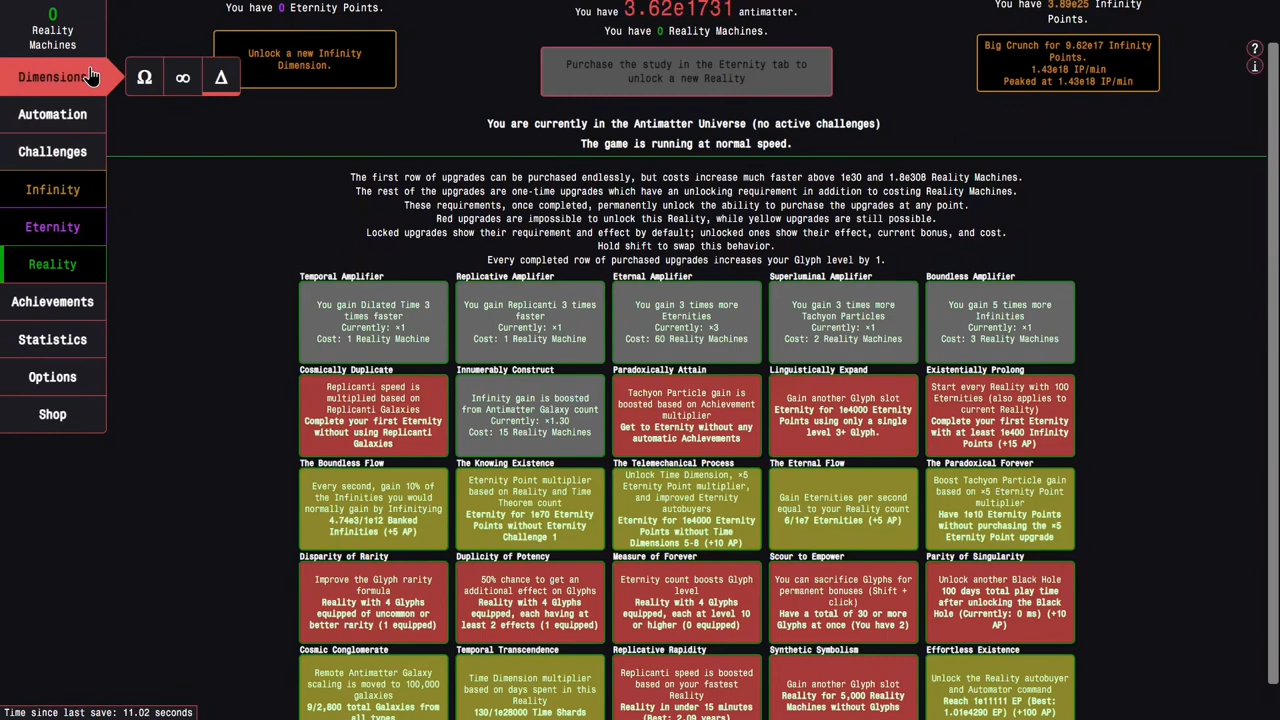 0
Reality
Machines
Dimensions
Ω
∞
Δ
Automation
Challenges
Infinity
Eternity
Reality
Achievements
Statistics
Options
Shop
You have 0 Eternity Points.
Unlock a new Infinity
Dimension.
You have 3.62e1731 antimatter.
You have 0 Reality Machines.
Purchase the study in the Eternity tab to
unlock a new Reality
You have 3.89e25 Infinity
Points.
Big Crunch for 9.62e17 Infinity
Points.
1.43e18 IP/min
Peaked at 1.43e18 IP/min
?
i
You are currently in the Antimatter Universe (no active challenges)
The game is running at normal speed.
The first row of upgrades can be purchased endlessly, but costs increase much faster above 1e30 and 1.8e308 Reality Machines.
The rest of the upgrades are one-time upgrades which have an unlocking requirement in addition to costing Reality Machines.
These requirements, once completed, permanently unlock the ability to purchase the upgrades at any point.
Red upgrades are impossible to unlock this Reality, while yellow upgrades are still possible.
Locked upgrades show their requirement and effect by default; unlocked ones show their effect, current bonus, and cost.
Hold shift to swap this behavior.
Every completed row of purchased upgrades increases your Glyph level by 1.
Temporal Amplifier
You gain Dilated Time 3
times faster
Currently: ×1
Cost: 1 Reality Machine
Replicative Amplifier
You gain Replicanti 3 times
faster
Currently: ×1
Cost: 1 Reality Machine
Eternal Amplifier
You gain 3 times more
Eternities
Currently: ×3
Cost: 60 Reality Machines
Superluminal Amplifier
You gain 3 times more
Tachyon Particles
Currently: ×1
Cost: 2 Reality Machines
Boundless Amplifier
You gain 5 times more
Infinities
Currently: ×1
Cost: 3 Reality Machines
Cosmically Duplicate
Replicanti speed is
multiplied based on
Replicanti Galaxies
Complete your first Eternity
without using Replicanti
Galaxies
Innumerably Construct
Infinity gain is boosted
from Antimatter Galaxy count
Currently: ×1.30
Cost: 15 Reality Machines
Paradoxically Attain
Tachyon Particle gain is
boosted based on Achievement
multiplier
Get to Eternity without any
automatic Achievements
Linguistically Expand
Gain another Glyph slot
Eternity for 1e4000 Eternity
Points using only a single
level 3+ Glyph.
Existentially Prolong
Start every Reality with 100
Eternities (also applies to
current Reality)
Complete your first Eternity
with at least 1e400 Infinity
Points (+15 AP)
The Boundless Flow
Every second, gain 10% of
the Infinities you would
normally gain by Infinitying
4.74e3/1e12 Banked
Infinities (+5 AP)
The Knowing Existence
Eternity Point multiplier
based on Reality and Time
Theorem count
Eternity for 1e70 Eternity
Points without Eternity
Challenge 1
The Telemechanical Process
Unlock Time Dimension, ×5
Eternity Point multiplier,
and improved Eternity
autobuyers
Eternity for 1e4000 Eternity
Points without Time
Dimensions 5-8 (+10 AP)
The Eternal Flow
Gain Eternities per second
equal to your Reality count
6/1e7 Eternities (+5 AP)
The Paradoxical Forever
Boost Tachyon Particle gain
based on ×5 Eternity Point
multiplier
Have 1e10 Eternity Points
without purchasing the ×5
Eternity Point upgrade
Disparity of Rarity
Improve the Glyph rarity
formula
Reality with 4 Glyphs
equipped of uncommon or
better rarity (1 equipped)
Duplicity of Potency
50% chance to get an
additional effect on Glyphs
Reality with 4 Glyphs
equipped, each having at
least 2 effects (1 equipped)
Measure of Forever
Eternity count boosts Glyph
level
Reality with 4 Glyphs
equipped, each at level 10
or higher (0 equipped)
Scour to Empower
You can sacrifice Glyphs for
permanent bonuses (Shift +
click)
Have a total of 30 or more
Glyphs at once (You have 2)
Parity of Singularity
Unlock another Black Hole
100 days total play time
after unlocking the Black
Hole (Currently: 0 ms) (+10
AP)
Cosmic Conglomerate
Remote Antimatter Galaxy
scaling is moved to 100,000
galaxies
9/2,800 total Galaxies from
all types
Temporal Transcendence
Time Dimension multiplier
based on days spent in this
Reality
130/1e28000 Time Shards
Replicative Rapidity
Replicanti speed is boosted
based on your fastest
Reality
Reality in under 15 minutes
(Best: 2.09 years)
Synthetic Symbolism
Gain another Glyph slot
Reality for 5,000 Reality
Machines without Glyphs
Effortless Existence
Unlock the Reality autobuyer
and Automator command
Reach 1e11111 EP (Best:
1.01e4290 EP) (+100 AP)
Time since last save: 11.02 seconds